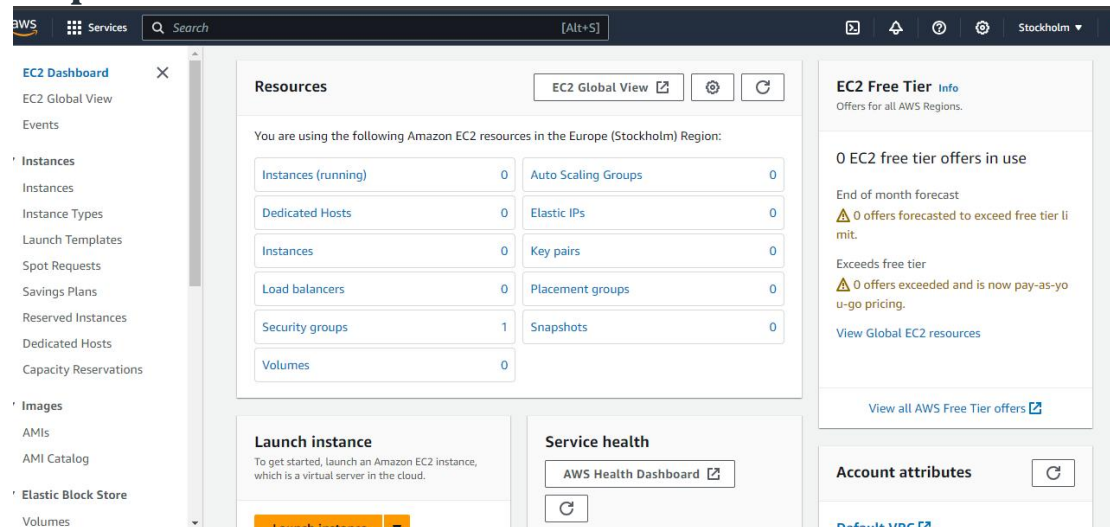 aws
Services
Search
[Alt+S]
Stockholm
EC2 Dashboard
EC2 Global View
Events
Instances
Instances
Instance Types
Launch Templates
Spot Requests
Savings Plans
Reserved Instances
Dedicated Hosts
Capacity Reservations
Images
AMIs
AMI Catalog
Elastic Block Store
Volumes
Resources
EC2 Global View
You are using the following Amazon EC2 resources in the Europe (Stockholm) Region:
Instances (running) 0
Auto Scaling Groups 0
Dedicated Hosts 0
Elastic IPs 0
Instances 0
Key pairs 0
Load balancers 0
Placement groups 0
Security groups 1
Snapshots 0
Volumes 0
Launch instance
To get started, launch an Amazon EC2 instance,
which is a virtual server in the cloud.
Launch instance
Service health
AWS Health Dashboard
EC2 Free Tier Info
Offers for all AWS Regions.
0 EC2 free tier offers in use
End of month forecast
0 offers forecasted to exceed free tier li
mit.
Exceeds free tier
0 offers exceeded and is now pay-as-yo
u-go pricing.
View Global EC2 resources
View all AWS Free Tier offers
Account attributes
Default VPC